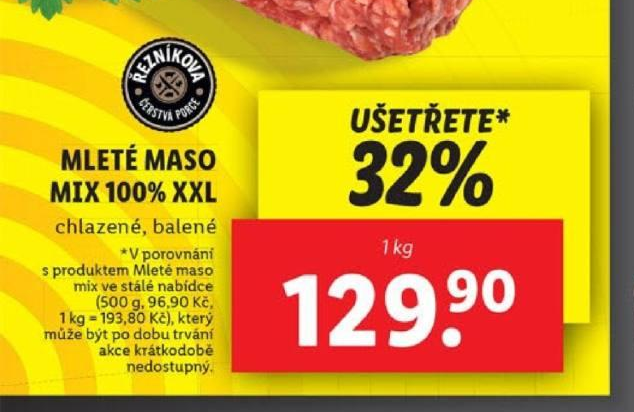 ŘEZNÍKOVA
ČERSTVÁ PORCE
MLETÉ MASO
MIX 100% XXL
chlazené, balené
*V porovnání
s produktem Mleté maso
mix ve stálé nabídce
(500 g, 96,90 Kč,
1 kg = 193,80 Kč), který
může být po dobu trvání
akce krátkodobě
nedostupný.
UŠETŘETE*
32%
1 kg
129.90